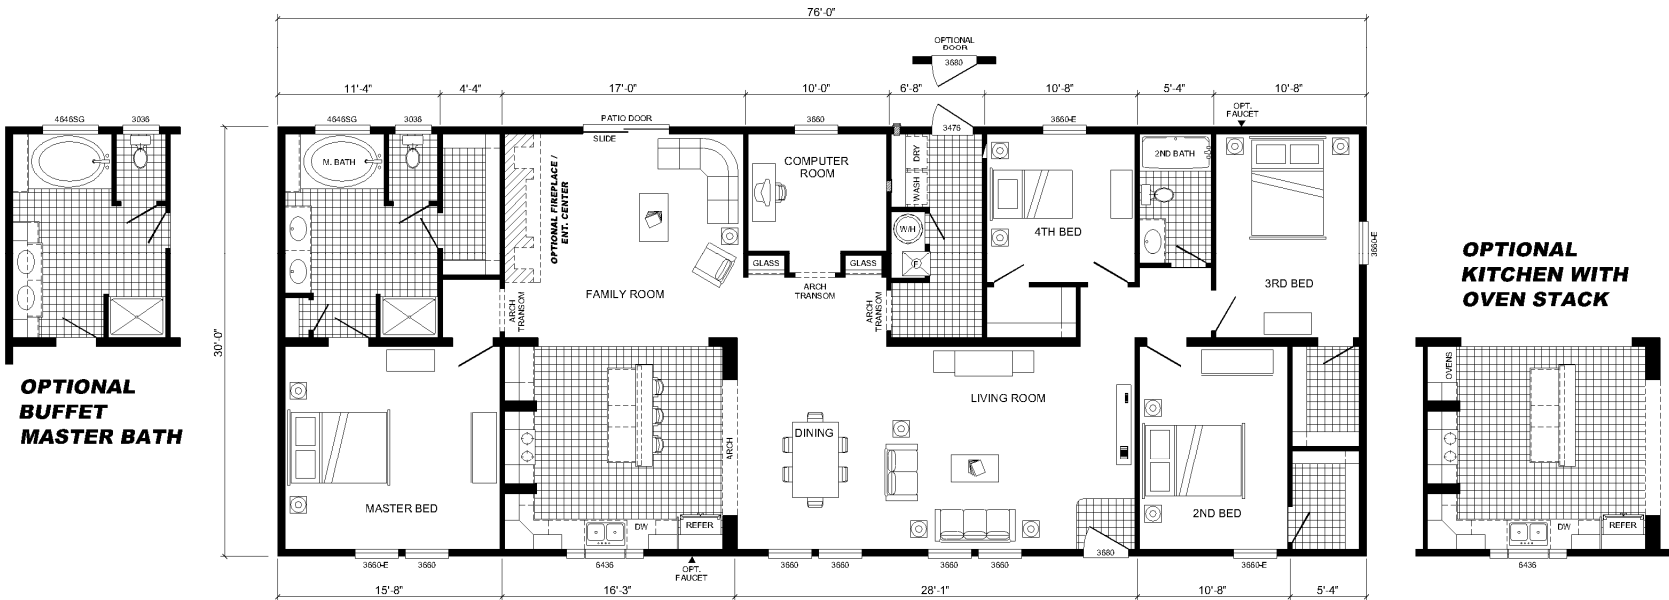 76'-0"
OPTIONAL
DOOR
3680
11'-4"
4'-4"
17'-0"
10'-0"
6'-8"
10'-8"
5'-4"
10'-8"
OPT.
FAUCET
4646SG
3036
4646SG
3036
PATIO DOOR
SLIDE
3660
3476
3660-E
M. BATH
OPTIONAL FIREPLACE /
ENT. CENTER
COMPUTER
ROOM
DRY
WASH
W/H
F
2ND BATH
4TH BED
3660-E
GLASS
GLASS
ARCH
TRANSOM
FAMILY ROOM
ARCH
TRANSOM
ARCH
TRANSOM
3RD BED
30'-0"
OPTIONAL
BUFFET
MASTER BATH
OPTIONAL
KITCHEN WITH
OVEN STACK
OVENS
LIVING ROOM
DINING
ARCH
MASTER BED
2ND BED
DW
REFER
DW
REFER
3660-E
3660
6436
OPT.
FAUCET
3660
3660
3660
3660
3680
3660-E
6436
15'-8"
16'-3"
28'-1"
10'-8"
5'-4"